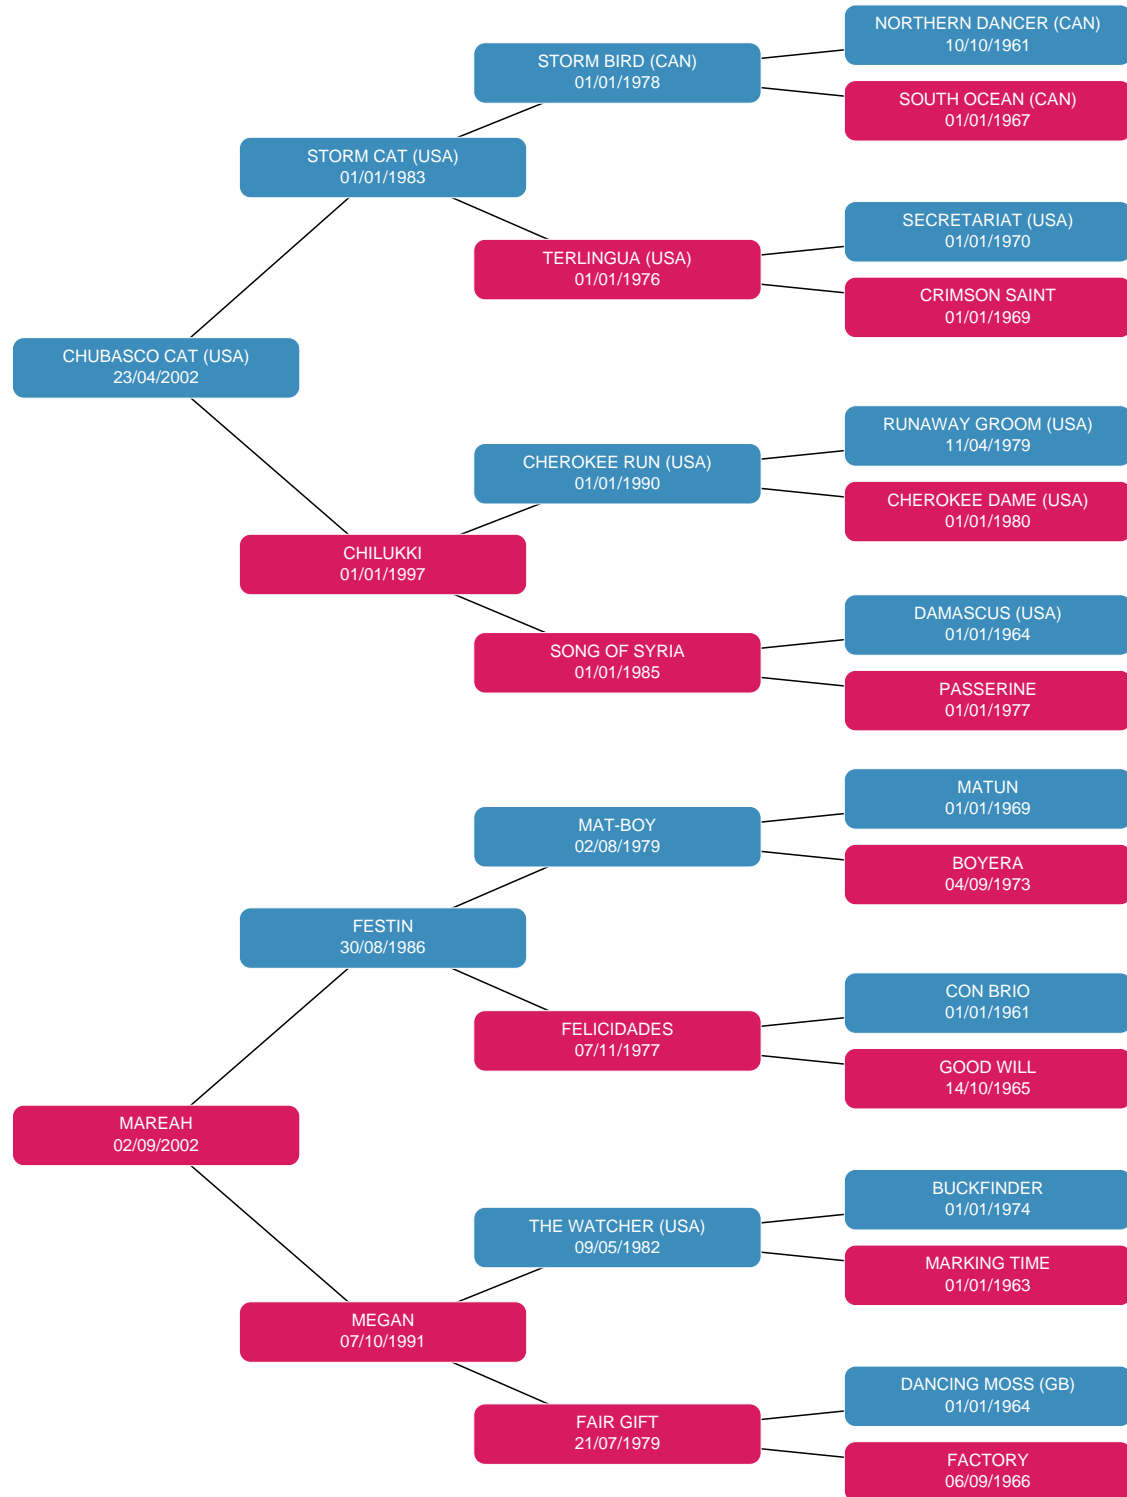 NORTHERN DANCER (CAN)
10/10/1961
STORM BIRD (CAN)
01/01/1978
SOUTH OCEAN (CAN)
01/01/1967
STORM CAT (USA)
01/01/1983
SECRETARIAT (USA)
01/01/1970
TERLINGUA (USA)
01/01/1976
CRIMSON SAINT
01/01/1969
CHUBASCO CAT (USA)
23/04/2002
RUNAWAY GROOM (USA)
11/04/1979
CHEROKEE RUN (USA)
01/01/1990
CHEROKEE DAME (USA)
01/01/1980
CHILUKKI
01/01/1997
DAMASCUS (USA)
01/01/1964
SONG OF SYRIA
01/01/1985
PASSERINE
01/01/1977
MATUN
01/01/1969
MAT-BOY
02/08/1979
BOYERA
04/09/1973
FESTIN
30/08/1986
CON BRIO
01/01/1961
FELICIDADES
07/11/1977
GOOD WILL
14/10/1965
MAREAH
02/09/2002
BUCKFINDER
01/01/1974
THE WATCHER (USA)
09/05/1982
MARKING TIME
01/01/1963
MEGAN
07/10/1991
DANCING MOSS (GB)
01/01/1964
FAIR GIFT
21/07/1979
FACTORY
06/09/1966